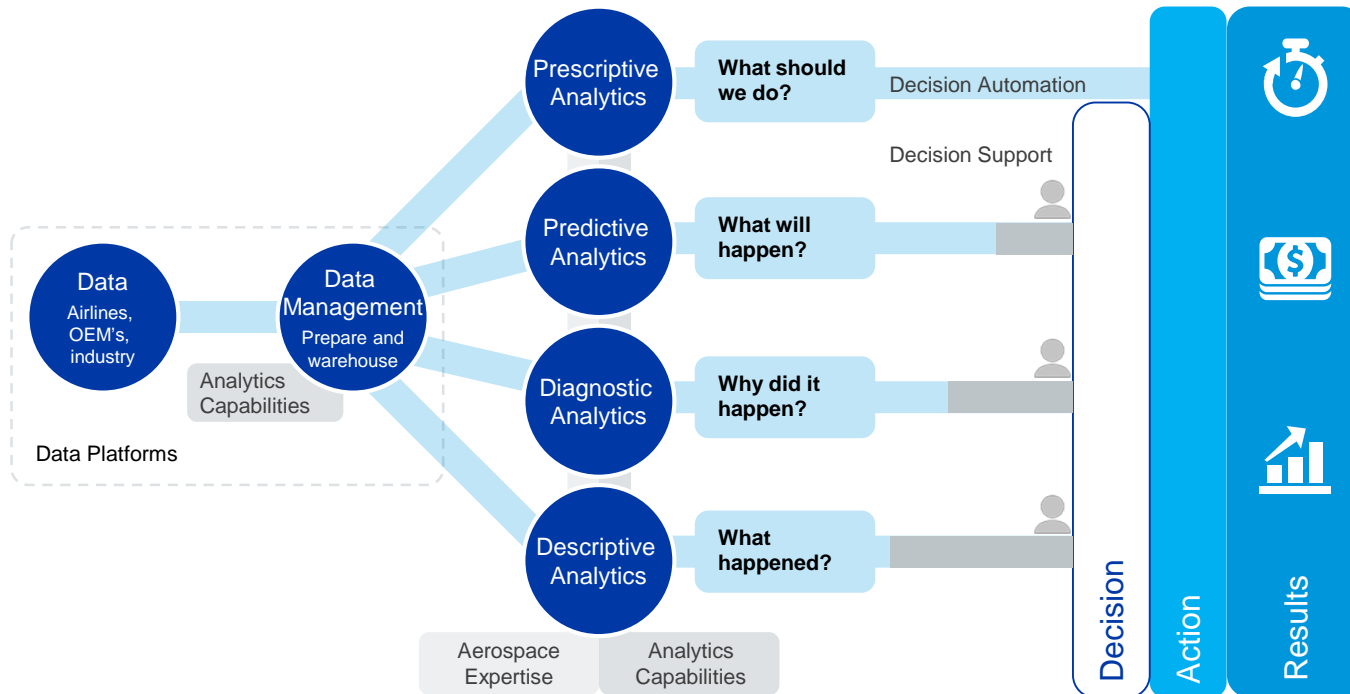 Data
Airlines,
OEM's,
industry
Data
Management
Prepare and
warehouse
Analytics
Capabilities
Data Platforms
Prescriptive
Analytics
What should
we do?
Decision Automation
Decision Support
Predictive
Analytics
What will
happen?
Diagnostic
Analytics
Why did it
happen?
Descriptive
Analytics
What
happened?
Aerospace
Expertise
Analytics
Capabilities
Decision
Action
Results